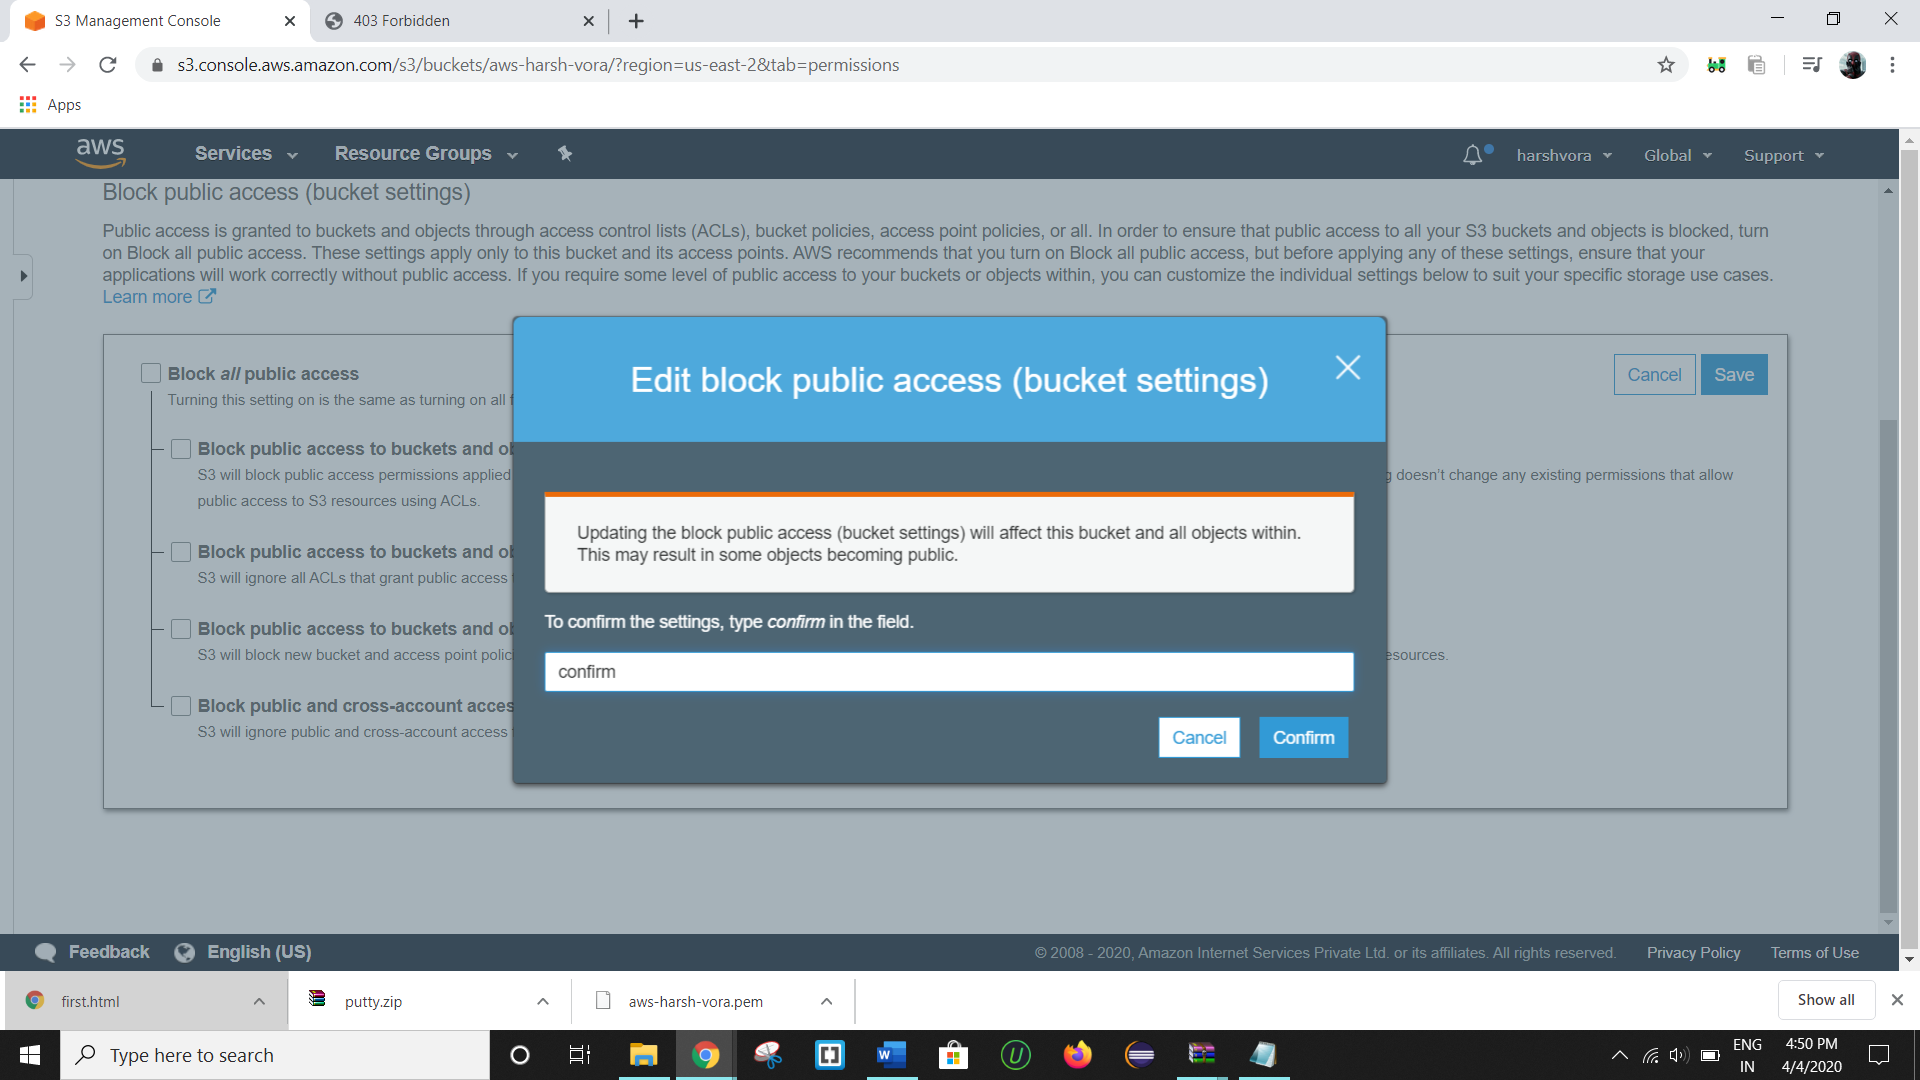 S3 Management Console
403 Forbidden
s3.console.aws.amazon.com/s3/buckets/aws-harsh-vora/?region=us-east-2&tab=permissions
Apps
aws
Services
Resource Groups
harshvora
Global
Support
Block public access (bucket settings)
Public access is granted to buckets and objects through access control lists (ACLs), bucket policies, access point policies, or all. In order to ensure that public access to all your S3 buckets and objects is blocked, turn
on Block all public access. These settings apply only to this bucket and its access points. AWS recommends that you turn on Block all public access, but before applying any of these settings, ensure that your
applications will work correctly without public access. If you require some level of public access to your buckets or objects within, you can customize the individual settings below to suit your specific storage use cases.
Learn more
Block all public access
Turning this setting on is the same as turning on all
Cancel
Save
Block public access to buckets and
S3 will block public access permissions applied
doesn't change any existing permissions that allow
public access to S3 resources using ACLs.
Block public access to buckets and
S3 will ignore all ACLs that grant public access
Block public access to buckets and
S3 will block new bucket and access point
Block public and cross-account
S3 will ignore public and cross-account access
Edit block public access (bucket settings)
Updating the block public access (bucket settings) will affect this bucket and all objects within.
This may result in some objects becoming public.
To confirm the settings, type confirm in the field.
confirm
Cancel
Confirm
Feedback
English (US)
© 2008 - 2020, Amazon Internet Services Private Ltd. or its affiliates. All rights reserved.
Privacy Policy
Terms of Use
first.html
putty.zip
aws-harsh-vora.pem
Show all
Type here to search
ENG
IN
4:50 PM
4/4/2020